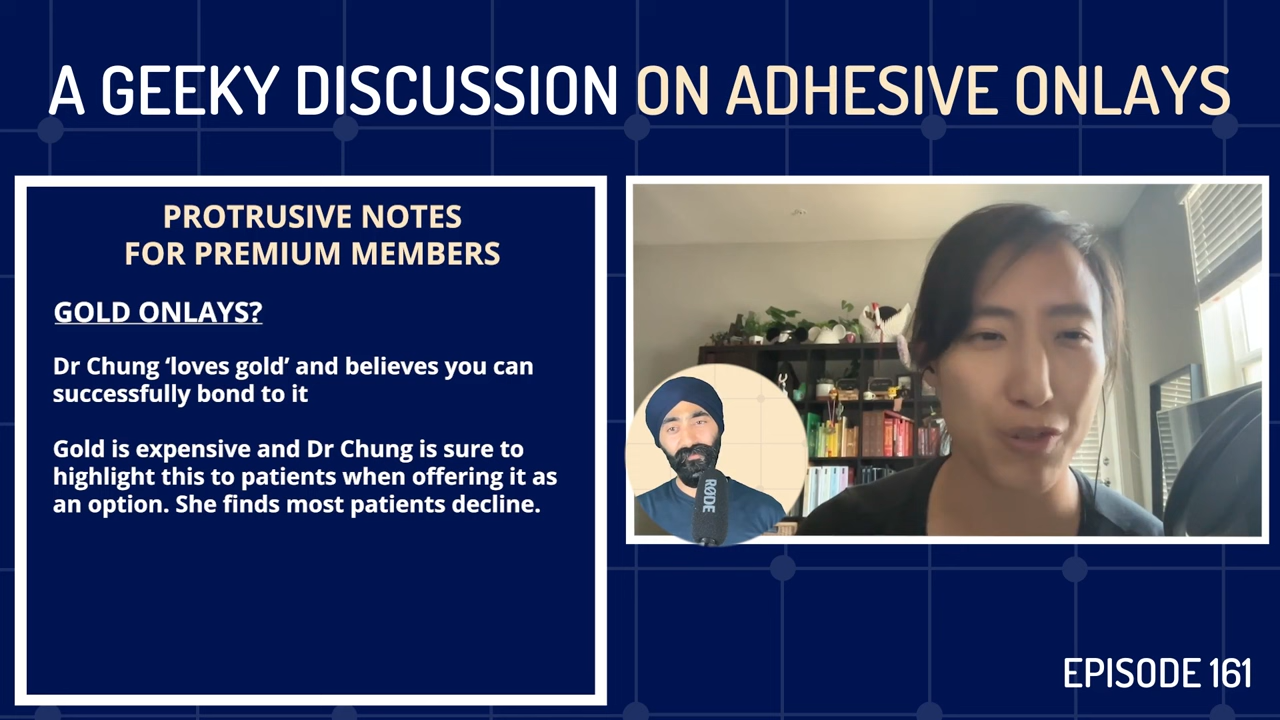 A GEEKY DISCUSSION ON ADHESIVE ONLAYS
PROTRUSIVE NOTES
FOR PREMIUM MEMBERS
GOLD ONLAYS?
Dr Chung ‘loves gold’ and believes you can
successfully bond to it
Gold is expensive and Dr Chung is sure to
highlight this to patients when offering it as
an option. She finds most patients decline.
RØDE
EPISODE 161